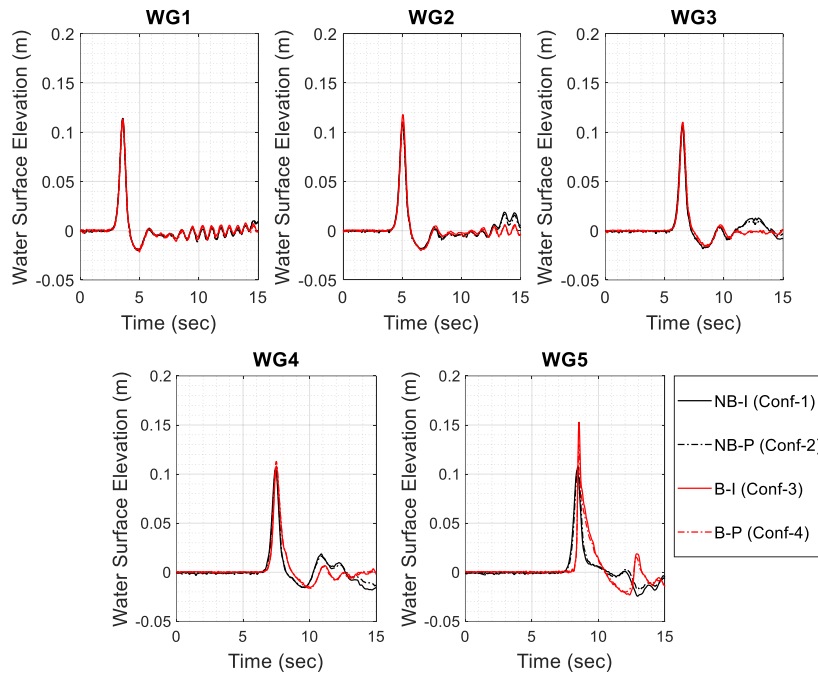 WG1
WG2
WG3
Water Surface Elevation (m)
0.2
0.15
0.1
0.05
0
-0.05
0
5
10
15
Time (sec)
Water Surface Elevation (m)
0.2
0.15
0.1
0.05
0
-0.05
0
5
10
15
Time (sec)
Water Surface Elevation (m)
0.2
0.15
0.1
0.05
0
-0.05
0
5
10
15
Time (sec)
WG4
WG5
Water Surface Elevation (m)
0.2
0.15
0.1
0.05
0
-0.05
0
5
10
15
Time (sec)
Water Surface Elevation (m)
0.2
0.15
0.1
0.05
0
-0.05
0
5
10
15
Time (sec)
NB-I (Conf-1)
NB-P (Conf-2)
B-I (Conf-3)
B-P (Conf-4)